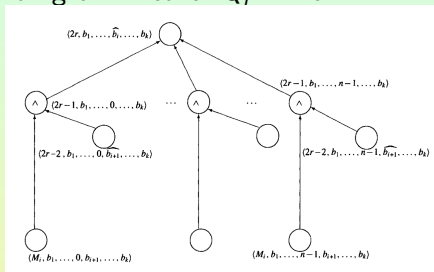 (2r, b₁, . . . , b̂ᵢ, . . . , bₖ)
(2r−1, b₁, . . . , n−1, . . . , bₖ)
∧ (2r−1, b₁, . . . , 0, . . . , bₖ) ... ∧ ... ∧
(2r−2, b₁, . . . , 0, b̂ᵢ₊₁, . . . , bₖ) (2r−2, b₁, . . . , n−1, b̂ᵢ₊₁, . . . , bₖ)
(Mᵢ, b₁, . . . , 0, bᵢ₊₁, . . . , bₖ) (Mᵢ, b₁, . . . , n−1, bᵢ₊₁, . . . , bₖ)